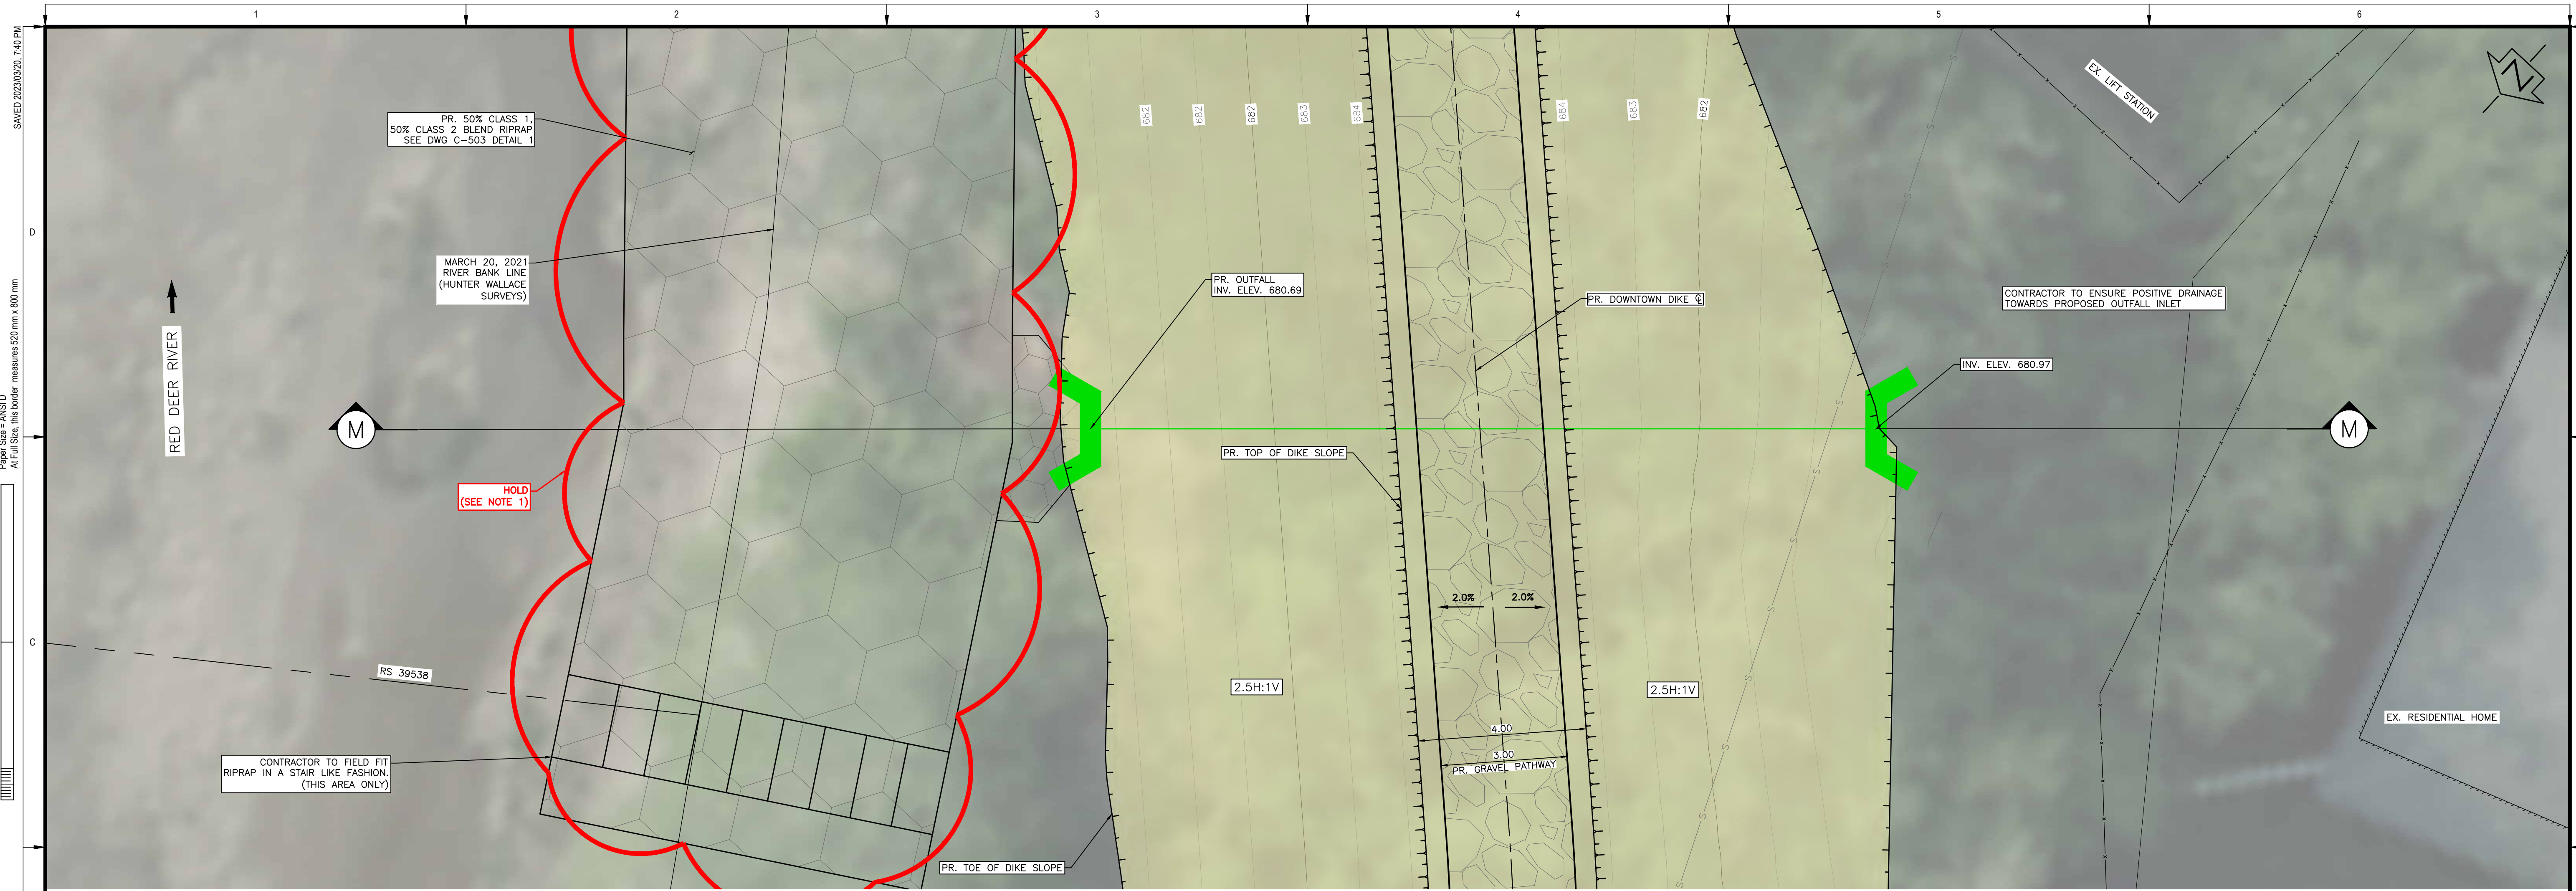 1
2
3
4
5
6
SAVED 2023/03/20, 7:40 PM
Paper Size = ANSI D
At Full Size, this border measures 520 mm x 800 mm
D
C
PR. 50% CLASS 1,
50% CLASS 2 BLEND RIPRAP
SEE DWG C-503 DETAIL 1
MARCH 20, 2021
RIVER BANK LINE
(HUNTER WALLACE
SURVEYS)
RED DEER RIVER
M
HOLD
(SEE NOTE 1)
RS 39538
CONTRACTOR TO FIELD FIT
RIPRAP IN A STAIR LIKE FASHION.
(THIS AREA ONLY)
682
682
682
683
684
684
683
682
PR. OUTFALL
INV. ELEV. 680.69
PR. DOWNTOWN DIKE ℄
PR. TOP OF DIKE SLOPE
2.0%
2.0%
2.5H:1V
2.5H:1V
4.00
3.00
PR. GRAVEL PATHWAY
PR. TOE OF DIKE SLOPE
EX. LIFT STATION
N
CONTRACTOR TO ENSURE POSITIVE DRAINAGE
TOWARDS PROPOSED OUTFALL INLET
INV. ELEV. 680.97
M
EX. RESIDENTIAL HOME
S
S
S
S
S
S
S
S
S
S
S